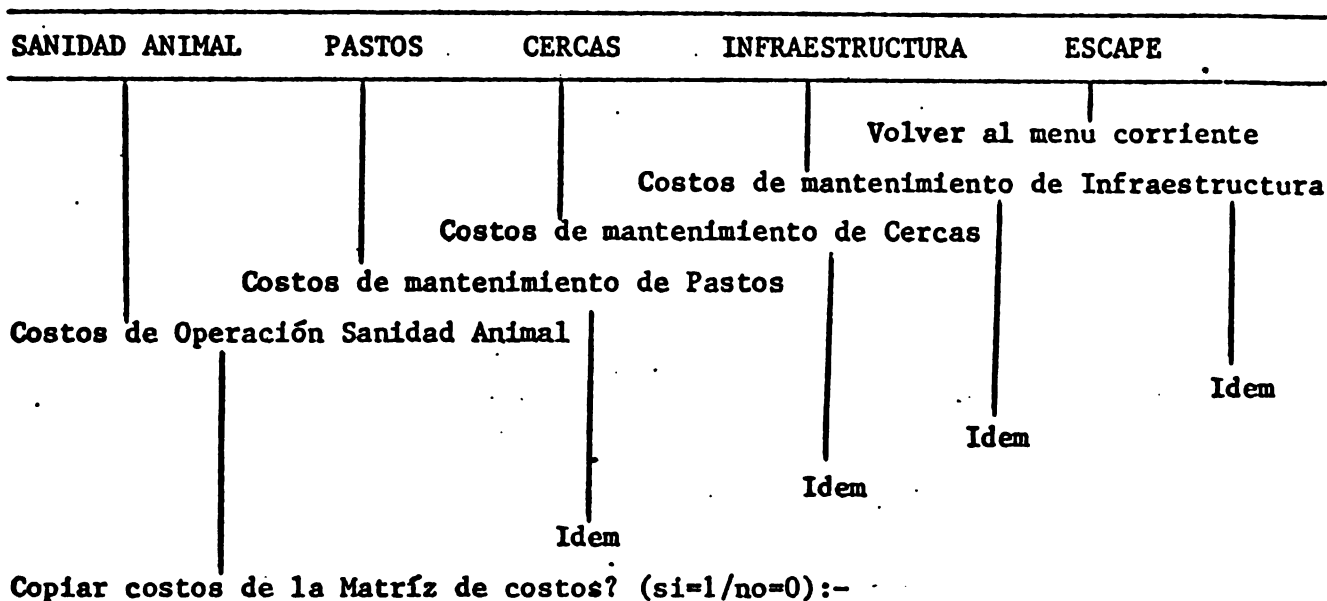 SANIDAD ANIMAL PASTOS CERCAS INFRAESTRUCTURA ESCAPE
Volver al menu corriente
Costos de mantenimiento de Infraestructura
Costos de mantenimiento de Cercas
Costos de mantenimiento de Pastos
Costos de Operación Sanidad Animal
Idem
Idem
Idem
Idem
Copiar costos de la Matríz de costos? (si=1/no=0):-